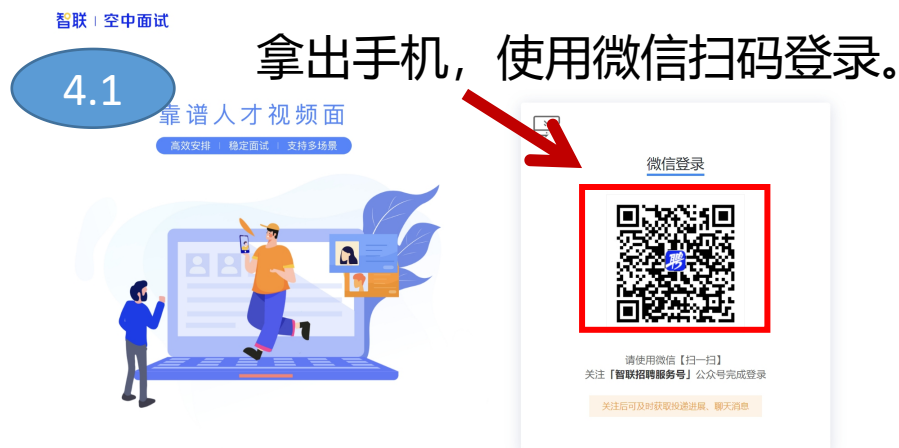 智联 | 空中面试
拿出手机，使用微信扫码登录。
4.1
靠谱人才视频面
高效安排 | 稳定面试 | 支持多场景
微信登录
聘
请使用微信【扫一扫】
关注「智联招聘服务号」公众号完成登录
关注后可及时获取投递进展、聊天消息